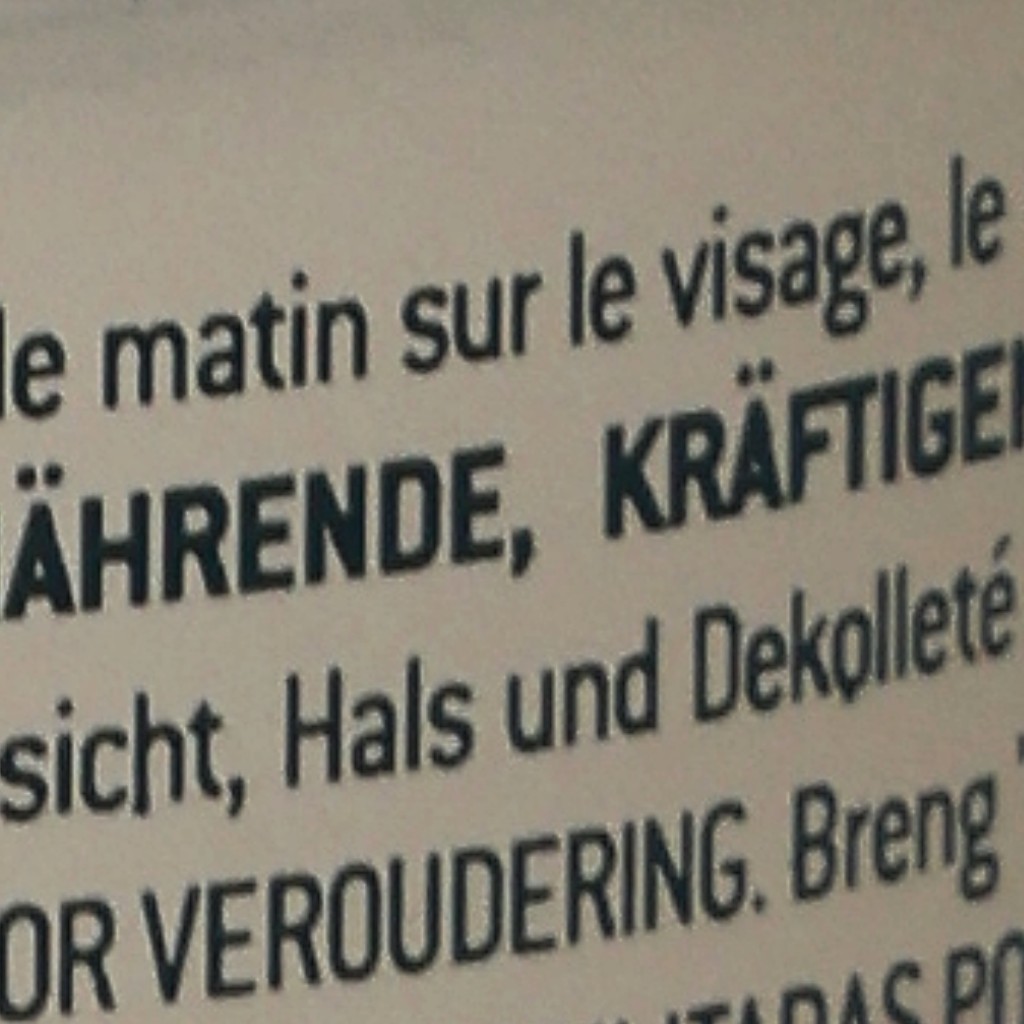 le matin sur le visage, le
ÄHRENDE, KRÄFTIGE
sicht, Hals und Dekolleté
OR VEROUDERING. Breng